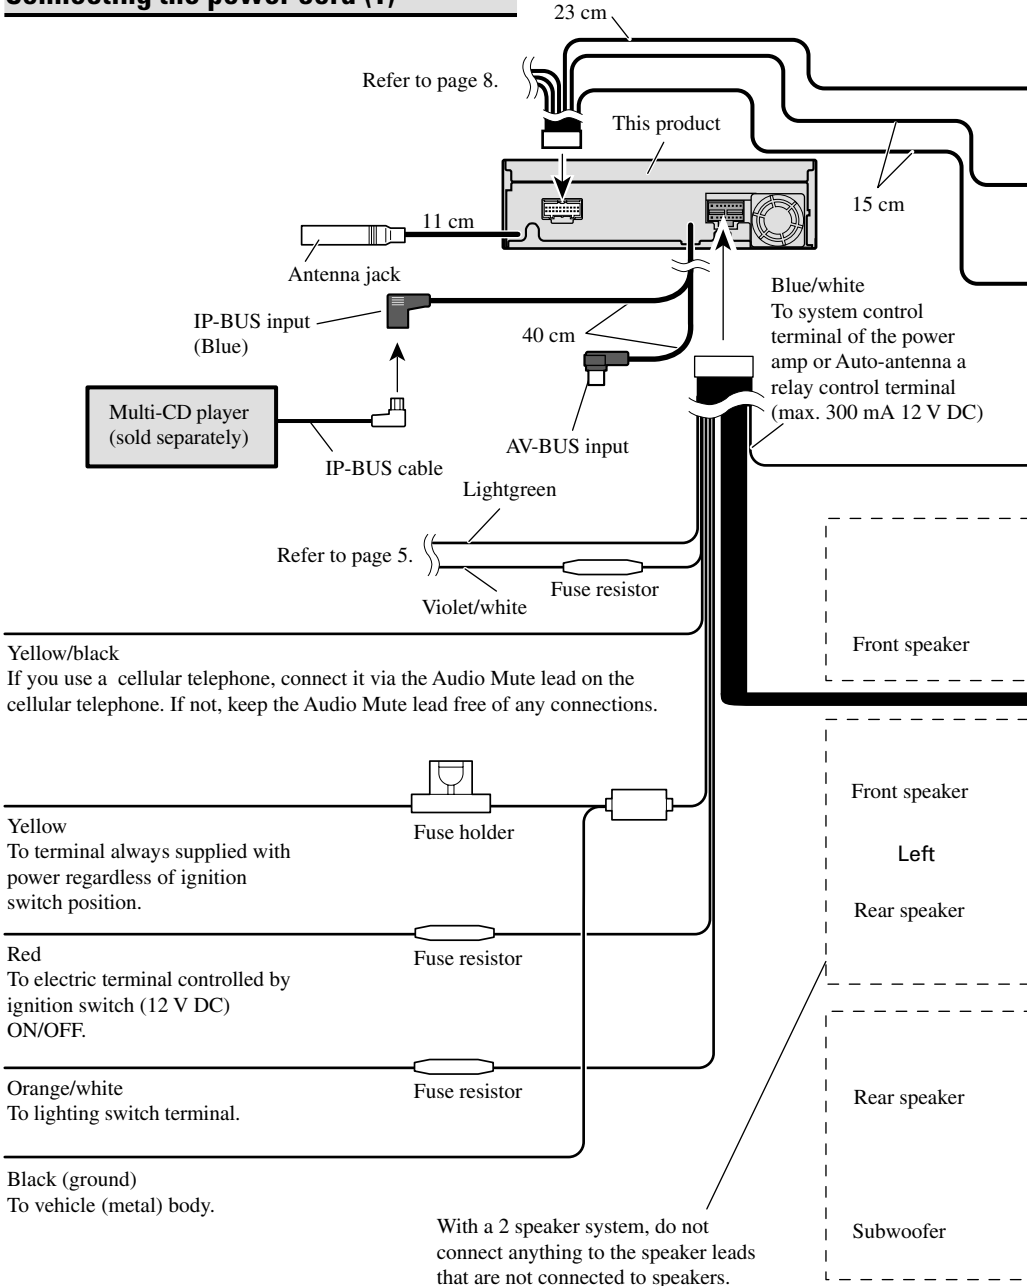 Connecting the power cord (1)
23 cm
Refer to page 8.
This product
15 cm
11 cm
Antenna jack
IP-BUS input
(Blue)
40 cm
Blue/white
To system control
terminal of the power
amp or Auto-antenna a
relay control terminal
(max. 300 mA 12 V DC)
Multi-CD player
(sold separately)
IP-BUS cable
AV-BUS input
Lightgreen
Refer to page 5.
Fuse resistor
Violet/white
Yellow/black
If you use a  cellular telephone, connect it via the Audio Mute lead on the
cellular telephone. If not, keep the Audio Mute lead free of any connections.
Front speaker
Front speaker
Left
Rear speaker
Yellow
To terminal always supplied with
power regardless of ignition
switch position.
Fuse holder
Red
To electric terminal controlled by
ignition switch (12 V DC)
ON/OFF.
Fuse resistor
Orange/white
To lighting switch terminal.
Fuse resistor
Rear speaker
Subwoofer
Black (ground)
To vehicle (metal) body.
With a 2 speaker system, do not
connect anything to the speaker leads
that are not connected to speakers.